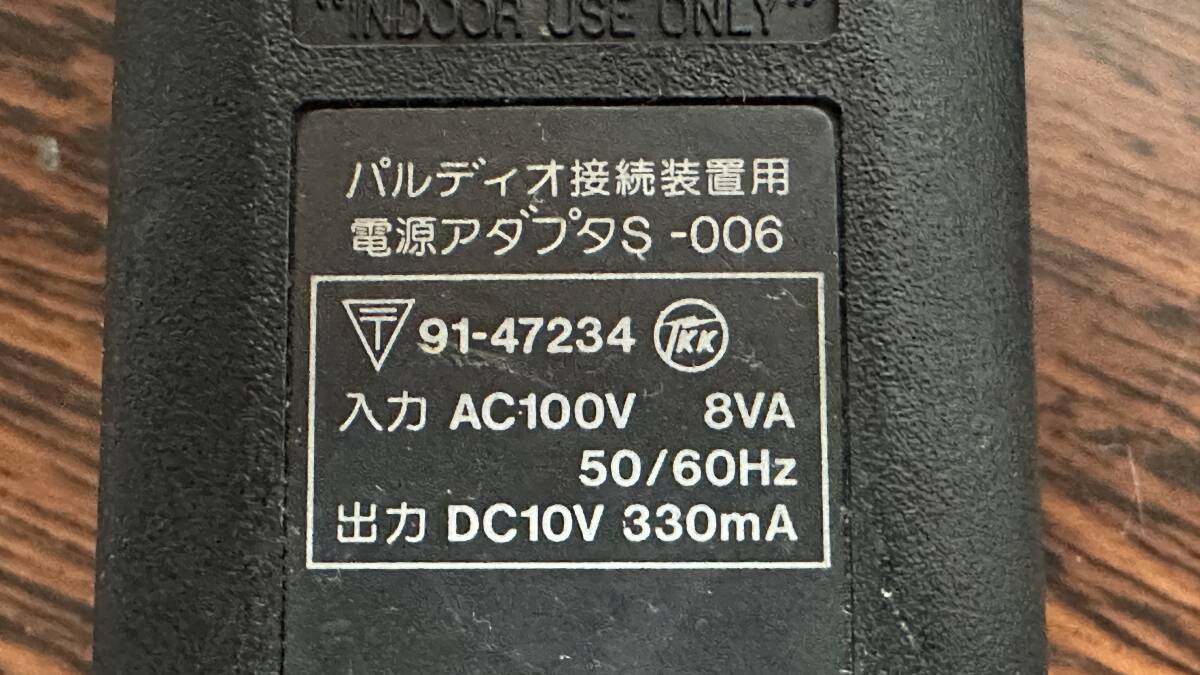 "INDOOR USE ONLY"
パルディオ接続装置用
電源アダプタS-006
〒 91-47234 TKK
入力 AC100V 8VA
50/60Hz
出力 DC10V 330mA